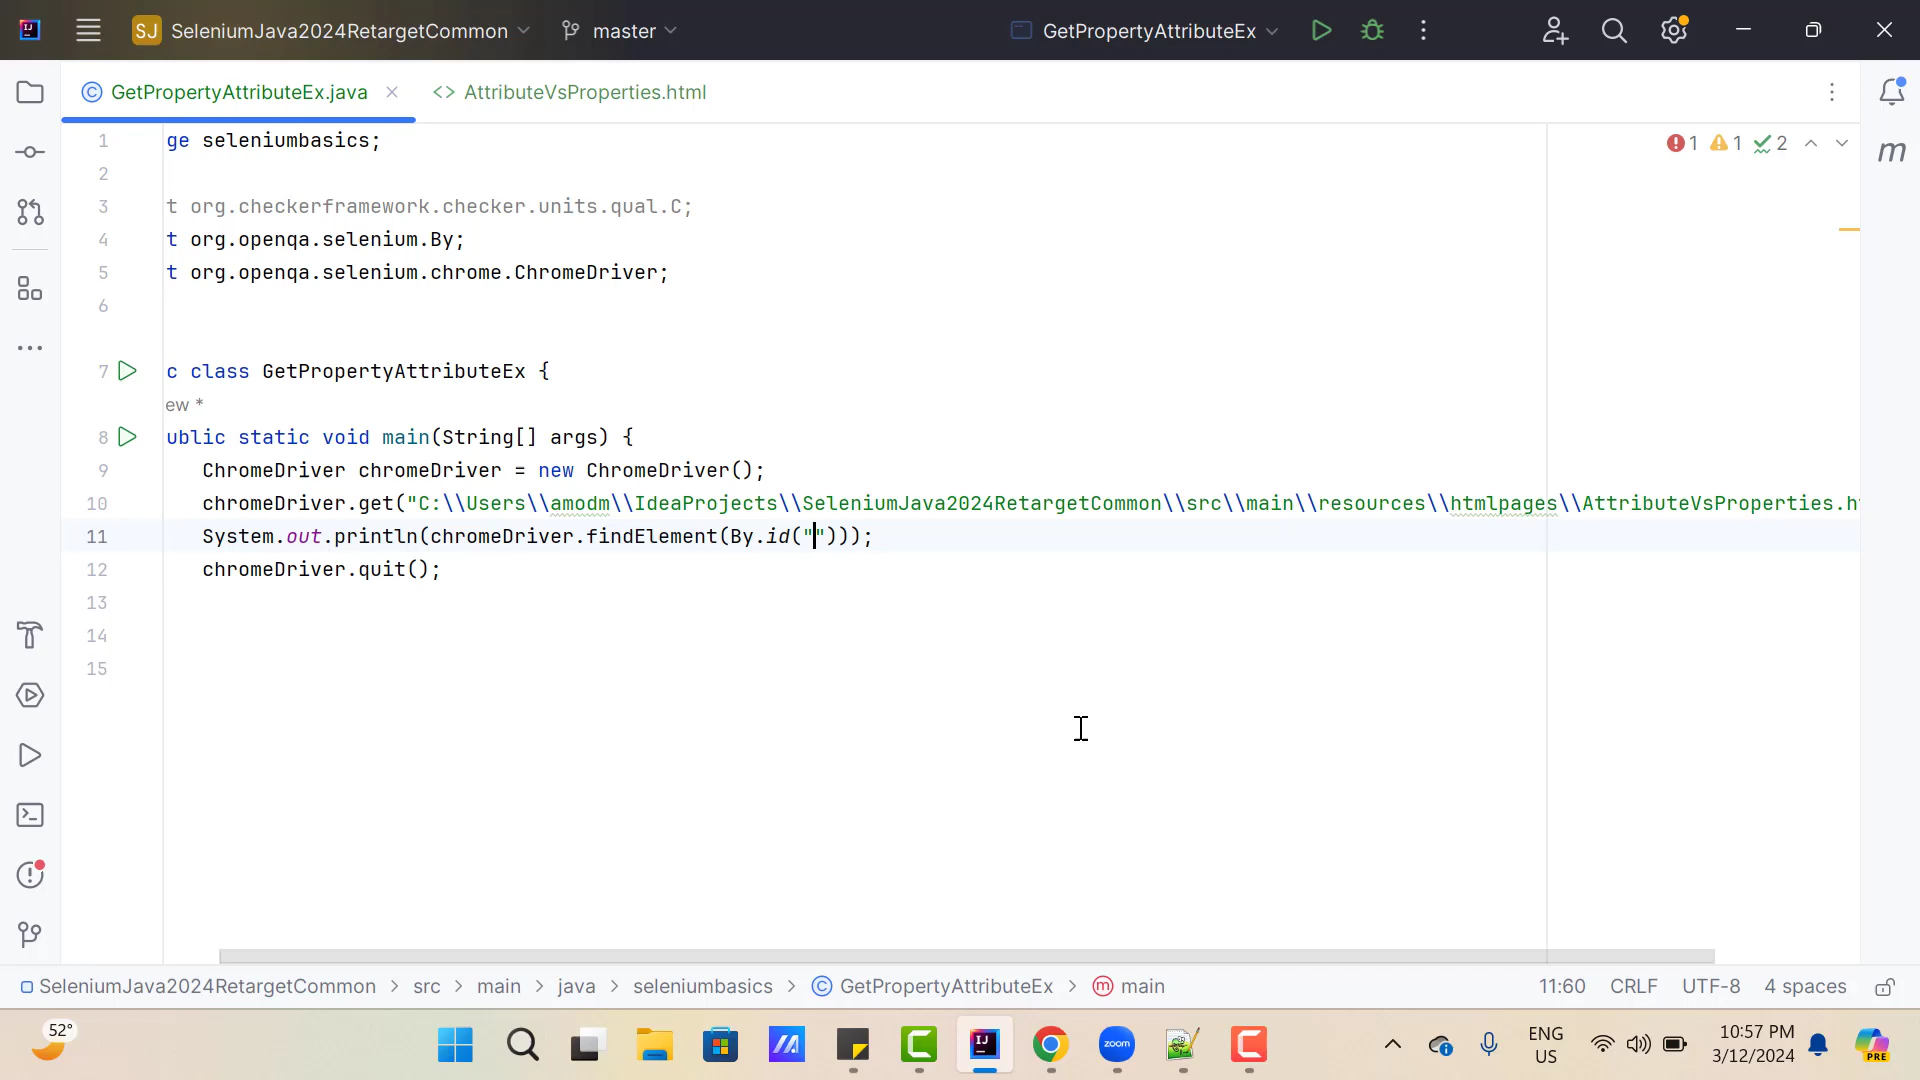 SJ SeleniumJava2024RetargetCommon master GetPropertyAttributeEx
GetPropertyAttributeEx.java <> AttributeVsProperties.html
1 ge seleniumbasics; 1 1 2
2
3 t org.checkerframework.checker.units.qual.C;
4 t org.openqa.selenium.By;
5 t org.openqa.selenium.chrome.ChromeDriver;
6
7 c class GetPropertyAttributeEx {
ew *
8 ublic static void main(String[] args) {
9 ChromeDriver chromeDriver = new ChromeDriver();
10 chromeDriver.get("C:\\Users\\amodm\\IdeaProjects\\SeleniumJava2024RetargetCommon\\src\\main\\resources\\htmlpages\\AttributeVsProperties.h
11 System.out.println(chromeDriver.findElement(By.id("")));
12 chromeDriver.quit();
13
14
15
SeleniumJava2024RetargetCommon > src > main > java > seleniumbasics > GetPropertyAttributeEx > main 11:60 CRLF UTF-8 4 spaces
52°
zoom
ENG
US
10:57 PM
3/12/2024
PRE